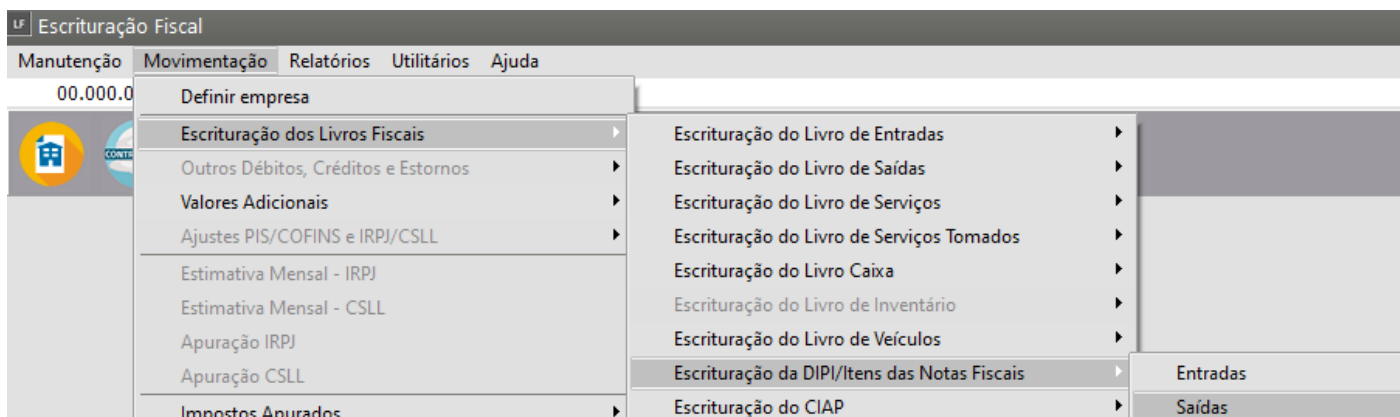 LF Escrituração Fiscal
Manutenção Movimentação Relatórios Utilitários Ajuda
00.000.0
Definir empresa
Escrituração dos Livros Fiscais
Outros Débitos, Créditos e Estornos
Valores Adicionais
Ajustes PIS/COFINS e IRPJ/CSLL
Estimativa Mensal - IRPJ
Estimativa Mensal - CSLL
Apuração IRPJ
Apuração CSLL
Impostos Apurados
Escrituração do Livro de Entradas
Escrituração do Livro de Saídas
Escrituração do Livro de Serviços
Escrituração do Livro de Serviços Tomados
Escrituração do Livro Caixa
Escrituração do Livro de Inventário
Escrituração do Livro de Veículos
Escrituração da DIPI/Itens das Notas Fiscais
Escrituração do CIAP
Entradas
Saídas